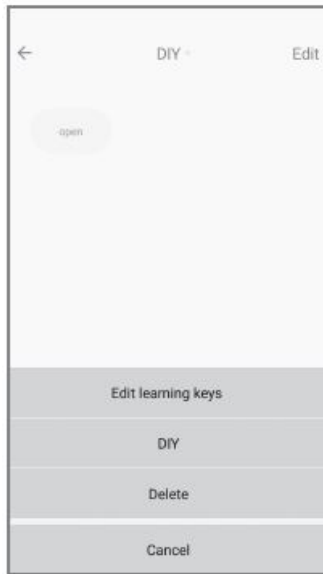 ← DIY Edit
open
Edit learning keys
DIY
Delete
Cancel